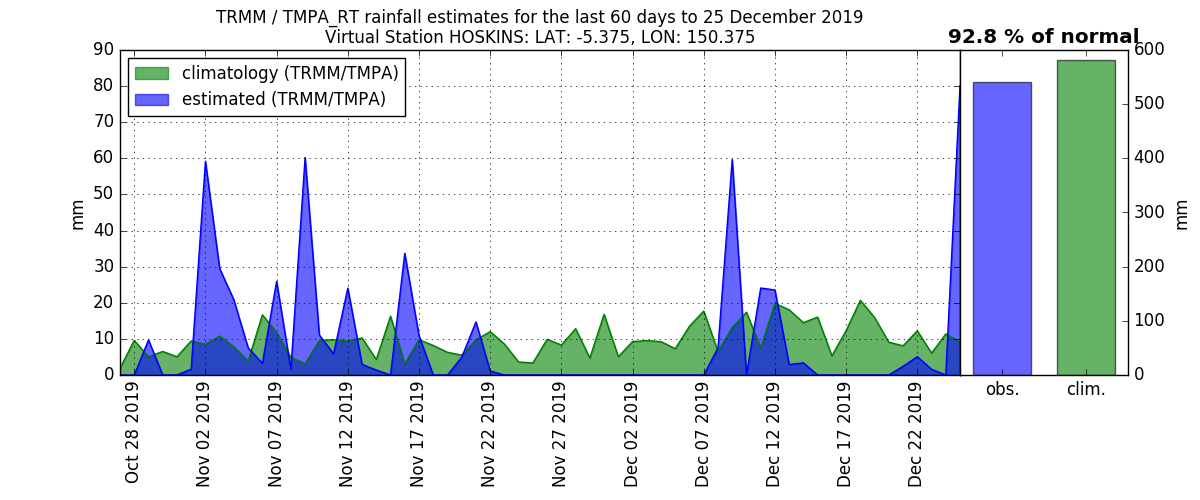 TRMM / TMPA_RT rainfall estimates for the last 60 days to 25 December 2019
Virtual Station HOSKINS: LAT: -5.375, LON: 150.375
92.8 % of normal
climatology (TRMM/TMPA)
estimated (TRMM/TMPA)
90
80
70
60
50
40
30
20
10
0
mm
Oct 28 2019
Nov 02 2019
Nov 07 2019
Nov 12 2019
Nov 17 2019
Nov 22 2019
Nov 27 2019
Dec 02 2019
Dec 07 2019
Dec 12 2019
Dec 17 2019
Dec 22 2019
obs.
clim.
600
500
400
300
200
100
0
mm